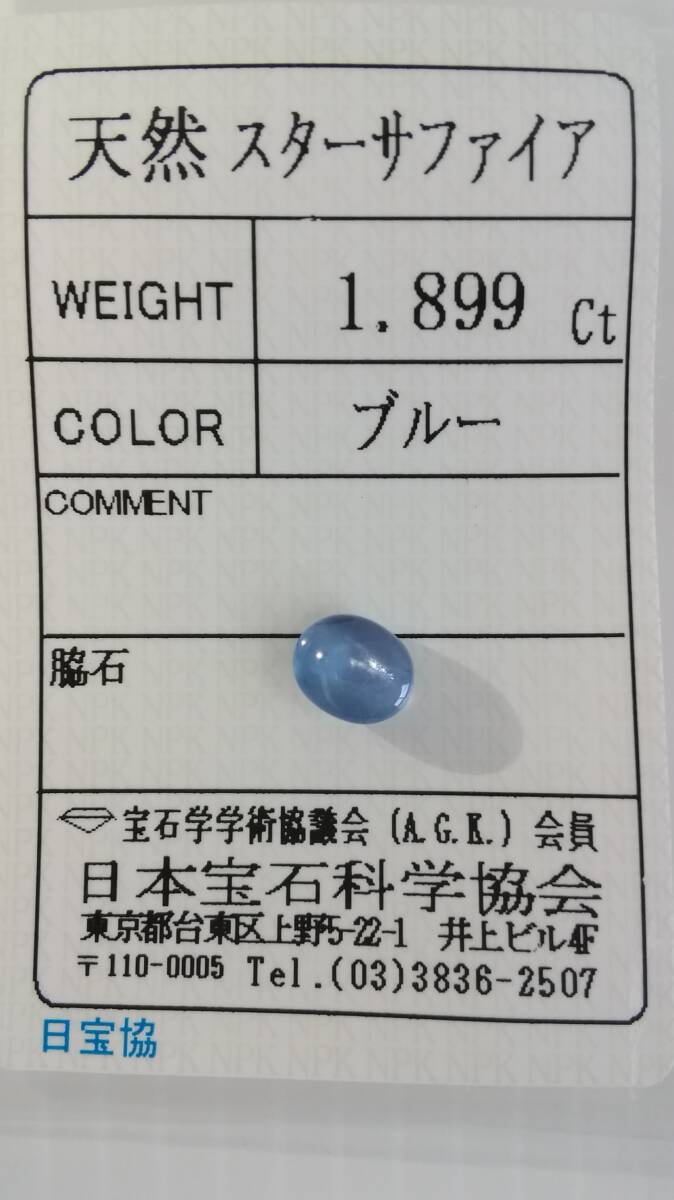 天然 スターサファイア
WEIGHT 1.899 Ct
COLOR ブルー
COMMENT
脇石
宝石学学術協議会 (A.G.K.) 会員
日本宝石科学協会
東京都台東区上野5-22-1 井上ビル4F
〒110-0005 Tel.(03)3836-2507
日宝協